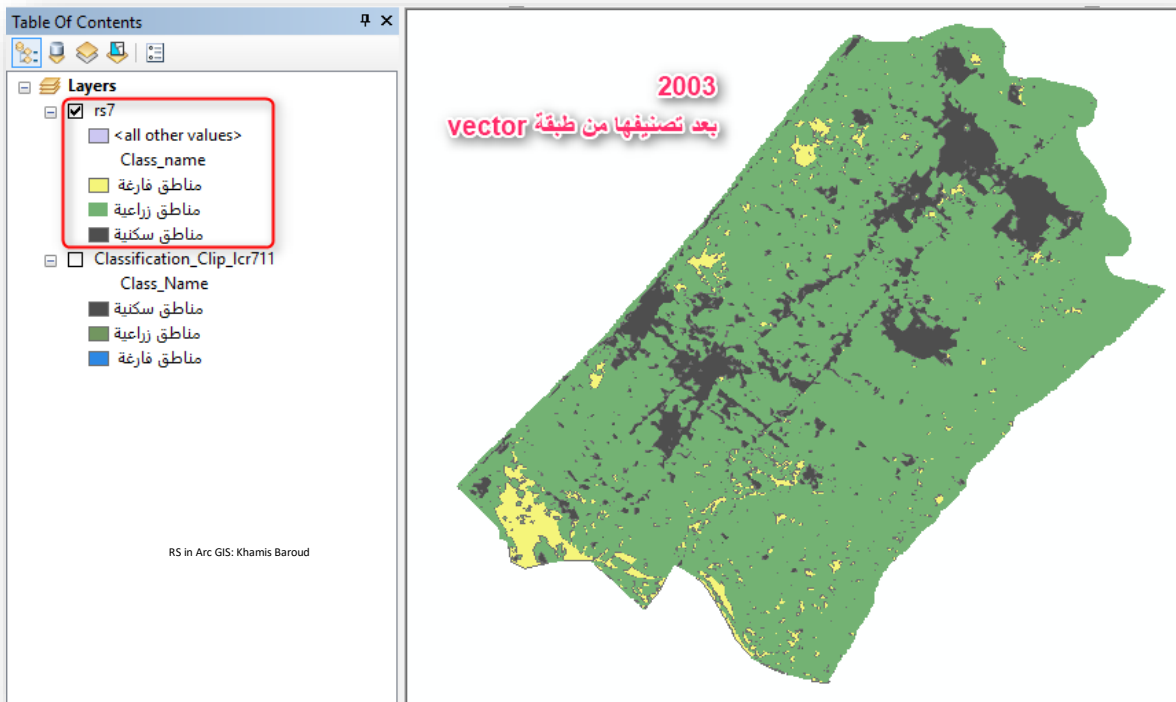 Table Of Contents
Layers
rs7
<all other values>
Class_name
مناطق فارغة
مناطق زراعية
مناطق سكنية
Classification_Clip_lcr711
Class_Name
مناطق سكنية
مناطق زراعية
مناطق فارغة
RS in Arc GIS: Khamis Baroud
2003
بعد تصنيفها من طبقة vector